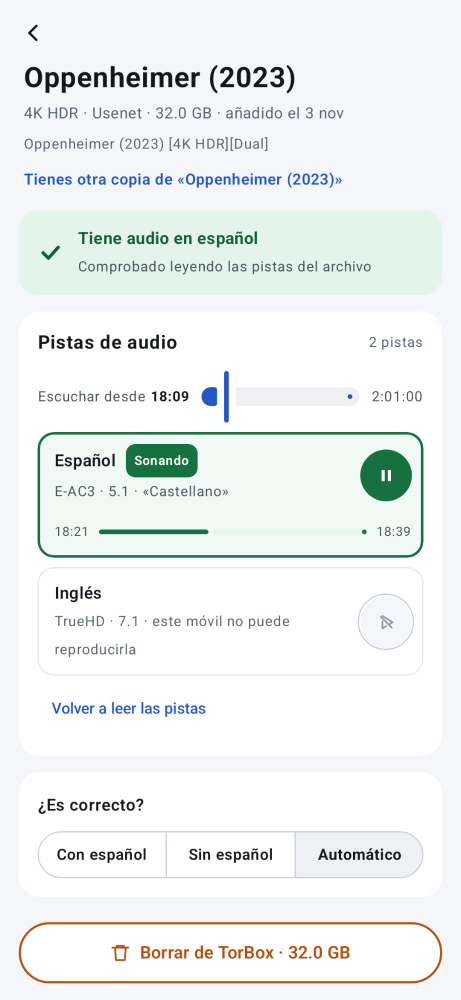 Oppenheimer (2023)
4K HDR · Usenet · 32.0 GB · añadido el 3 nov
Oppenheimer (2023) [4K HDR][Dual]
Tienes otra copia de «Oppenheimer (2023)»
Tiene audio en español
Comprobado leyendo las pistas del archivo
Pistas de audio
2 pistas
Escuchar desde 18:09
2:01:00
Español
Sonando
E-AC3 · 5.1 · «Castellano»
18:21
18:39
Inglés
TrueHD · 7.1 · este móvil no puede
reproducirla
Volver a leer las pistas
¿Es correcto?
Con español
Sin español
Automático
Borrar de TorBox · 32.0 GB